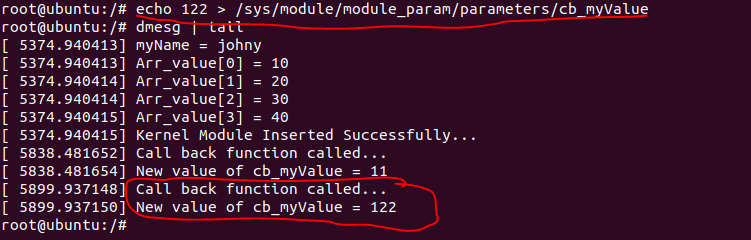 root@ubuntu:/# echo 122 > /sys/module/module_param/parameters/cb_myValue
root@ubuntu:/# dmesg | tail
[ 5374.940413] myName = johny
[ 5374.940413] Arr_value[0] = 10
[ 5374.940414] Arr_value[1] = 20
[ 5374.940414] Arr_value[2] = 30
[ 5374.940415] Arr_value[3] = 40
[ 5374.940415] Kernel Module Inserted Successfully...
[ 5838.481652] Call back function called...
[ 5838.481654] New value of cb_myValue = 11
[ 5899.937148] Call back function called...
[ 5899.937150] New value of cb_myValue = 122
root@ubuntu:/#